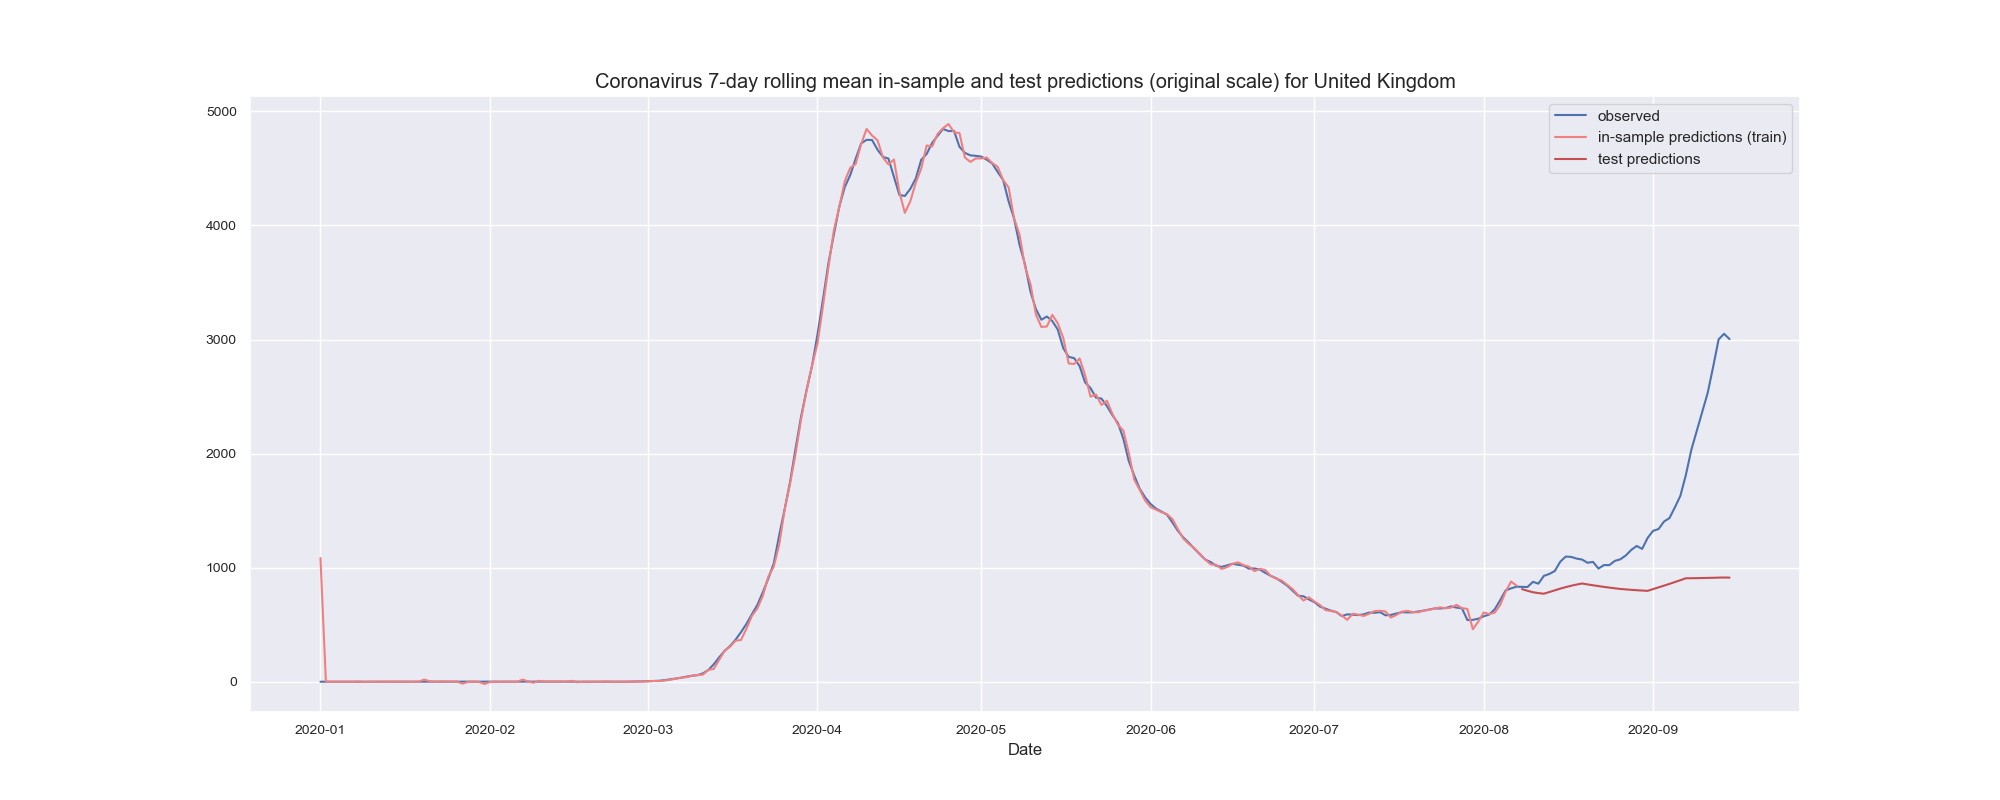 Coronavirus 7-day rolling mean in-sample and test predictions (original scale) for United Kingdom
observed
in-sample predictions (train)
test predictions
5000
4000
3000
2000
1000
0
2020-01 2020-02 2020-03 2020-04 2020-05 2020-06 2020-07 2020-08 2020-09
Date